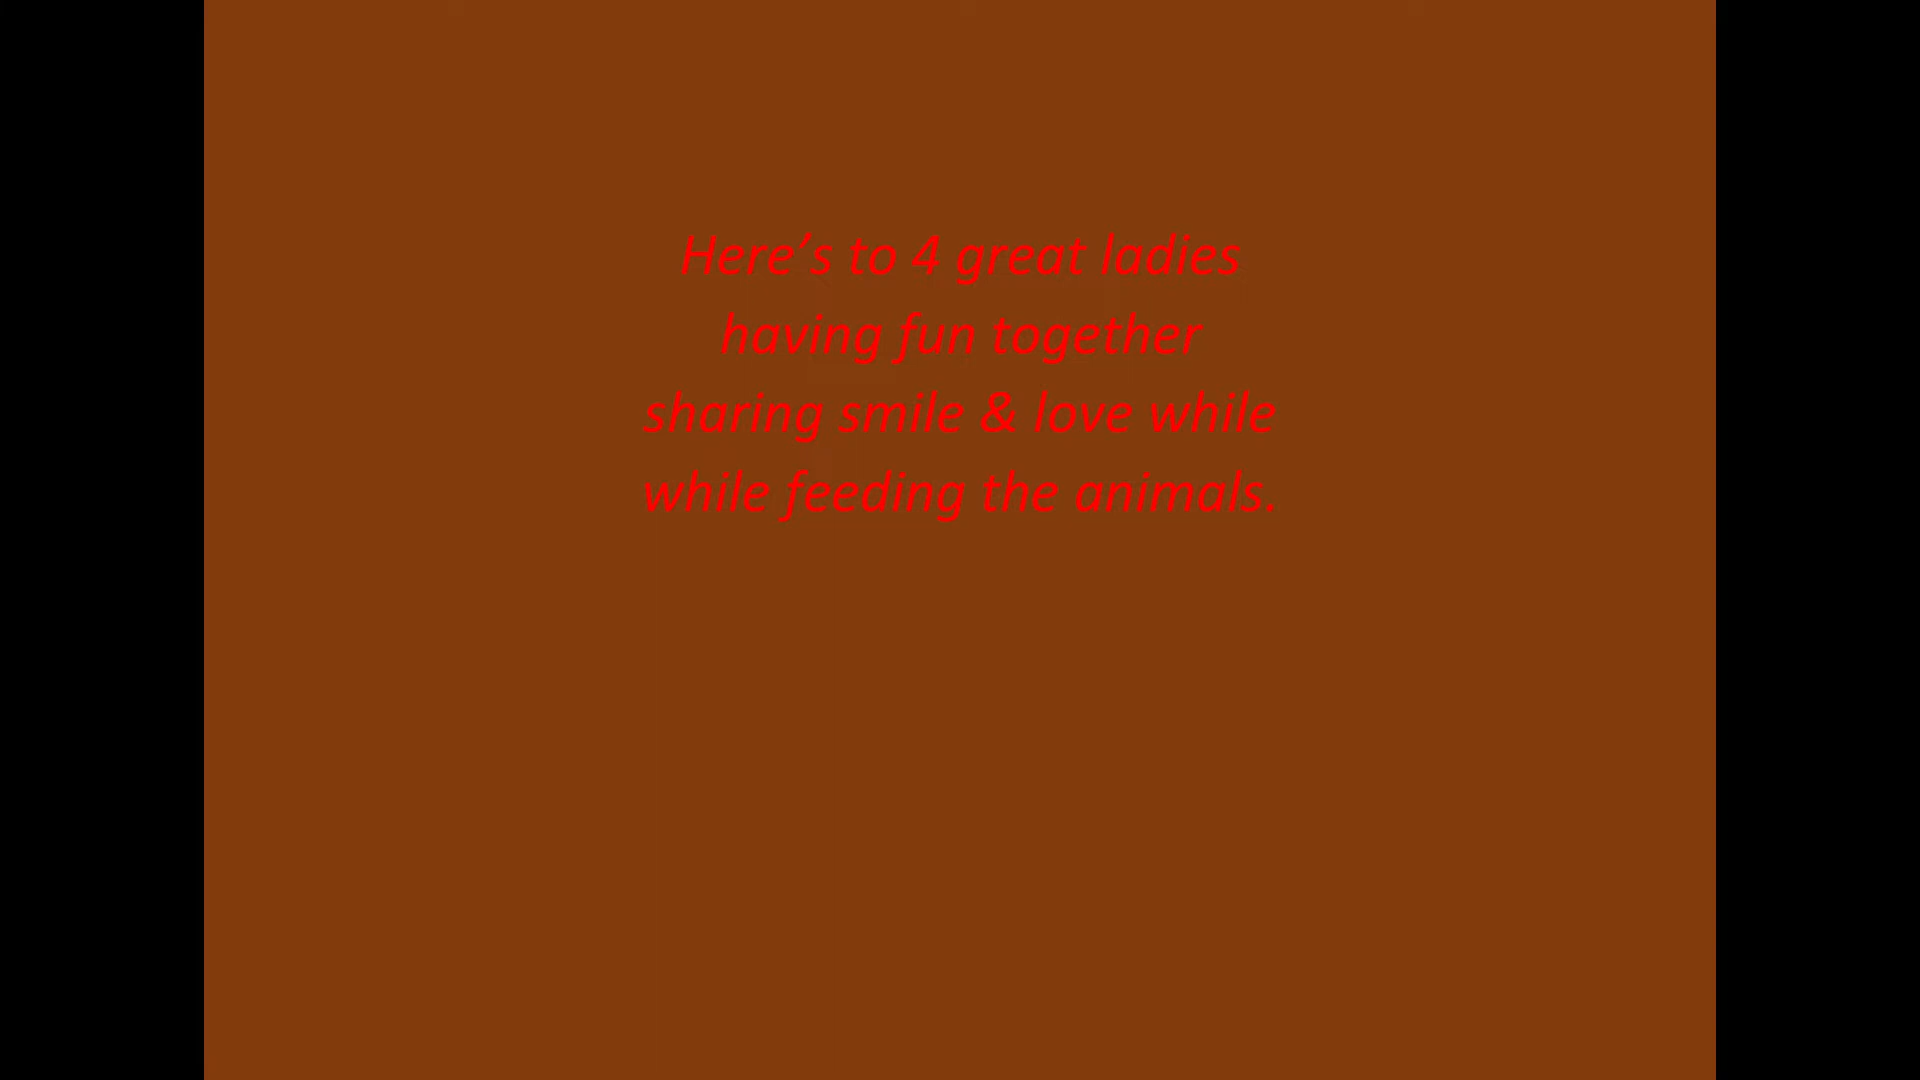 Here’s to 4 great ladies
having fun together
sharing smile & love while
while feeding the animals.